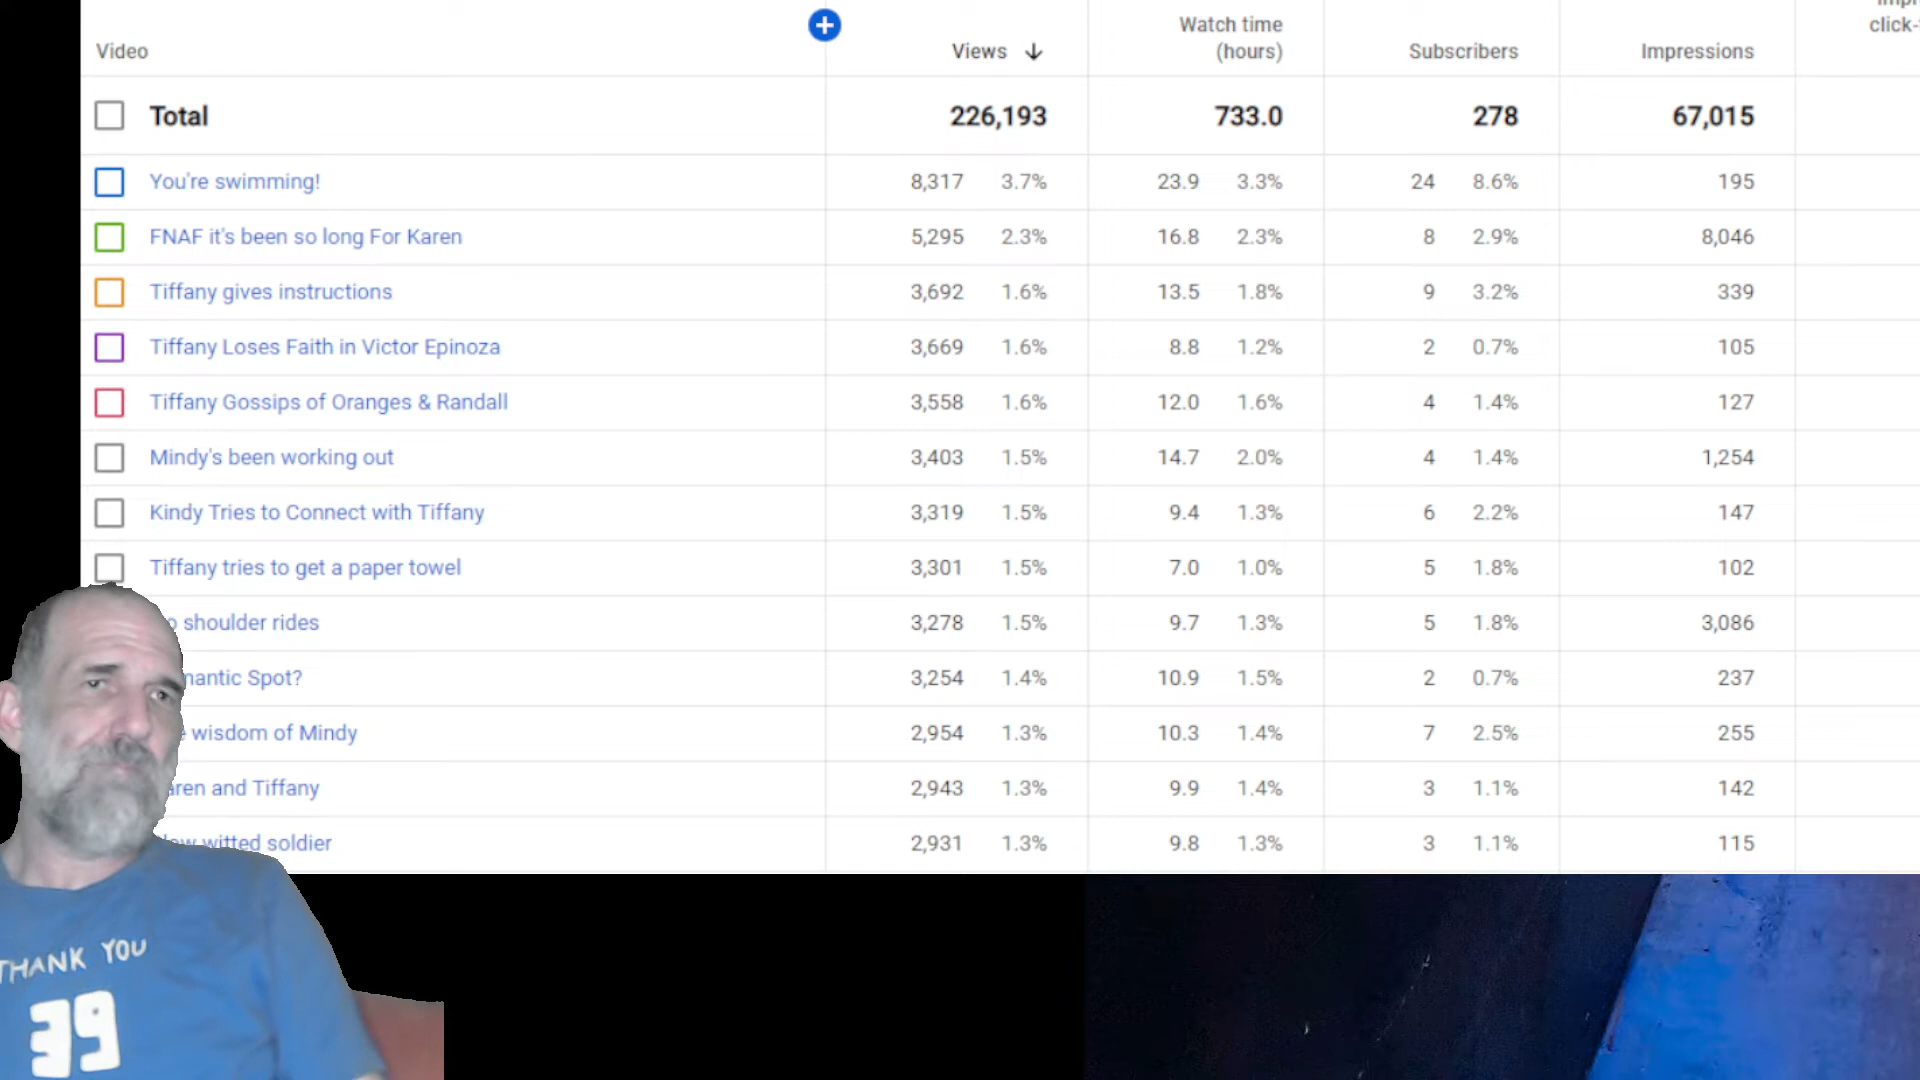 Video
Views
Watch time
(hours)
Subscribers
Impressions
click-
Total 226,193 733.0 278 67,015
You're swimming! 8,317 3.7% 23.9 3.3% 24 8.6% 195
FNAF it's been so long For Karen 5,295 2.3% 16.8 2.3% 8 2.9% 8,046
Tiffany gives instructions 3,692 1.6% 13.5 1.8% 9 3.2% 339
Tiffany Loses Faith in Victor Epinoza 3,669 1.6% 8.8 1.2% 2 0.7% 105
Tiffany Gossips of Oranges & Randall 3,558 1.6% 12.0 1.6% 4 1.4% 127
Mindy's been working out 3,403 1.5% 14.7 2.0% 4 1.4% 1,254
Kindy Tries to Connect with Tiffany 3,319 1.5% 9.4 1.3% 6 2.2% 147
Tiffany tries to get a paper towel 3,301 1.5% 7.0 1.0% 5 1.8% 102
shoulder rides 3,278 1.5% 9.7 1.3% 5 1.8% 3,086
Spot? 3,254 1.4% 10.9 1.5% 2 0.7% 237
wisdom of Mindy 2,954 1.3% 10.3 1.4% 7 2.5% 255
and Tiffany 2,943 1.3% 9.9 1.4% 3 1.1% 142
witted soldier 2,931 1.3% 9.8 1.3% 3 1.1% 115
THANK YOU
39